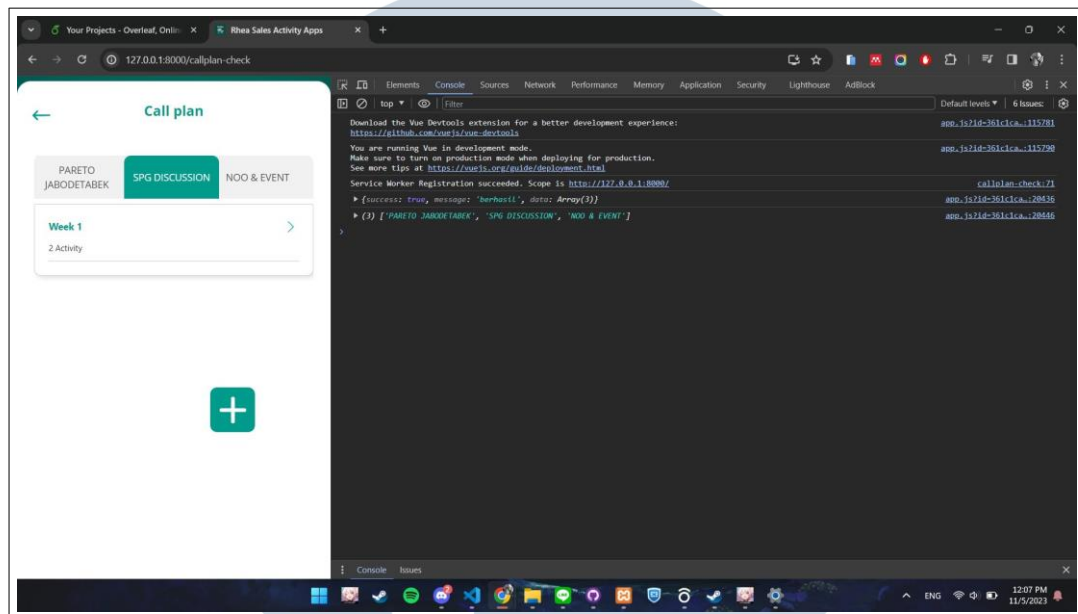 Your Projects - Overleaf, Onlin
Rhea Sales Activity Apps
127.0.0.1:8000/callplan-check
Elements Console Sources Network Performance Memory Application Security Lighthouse AdBlock
top Filter Default levels 6 Issues:
Call plan
PARETO
JABODETABEK
SPG DISCUSSION
NOO & EVENT
Week 1
2 Activity
Download the Vue Devtools extension for a better development experience: app.js?id=361c1ca…:115781
https://github.com/vuejs/vue-devtools
You are running Vue in development mode. app.js?id=361c1ca…:115790
Make sure to turn on production mode when deploying for production.
See more tips at https://vuejs.org/guide/deployment.html
Service Worker Registration succeeded. Scope is http://127.0.0.1:8000/ callplan-check:71
{success: true, message: 'berhasil', data: Array(3)} app.js?id=361c1ca…:20436
(3) ['PARETO JABODETABEK', 'SPG DISCUSSION', 'NOO & EVENT'] app.js?id=361c1ca…:20446
Console Issues
ENG
12:07 PM
11/5/2023